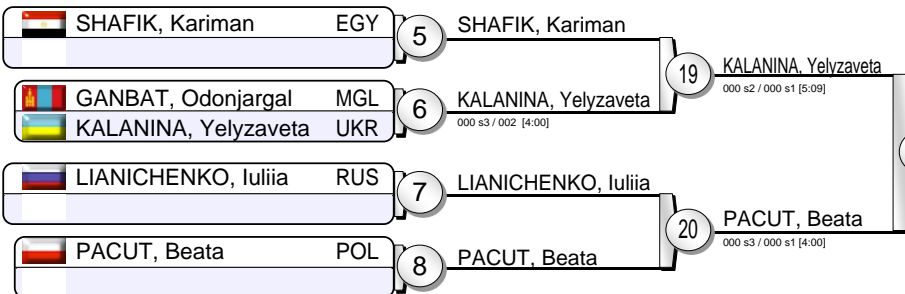 SHAFIK, Kariman EGY
5
SHAFIK, Kariman
GANBAT, Odonjargal MGL
KALANINA, Yelyzaveta UKR
6
KALANINA, Yelyzaveta
000 s3 / 002 [4:00]
19
KALANINA, Yelyzaveta
000 s2 / 000 s1 [5:09]
LIANICHENKO, Iuliia RUS
7
LIANICHENKO, Iuliia
PACUT, Beata POL
8
PACUT, Beata
20
PACUT, Beata
000 s3 / 000 s1 [4:00]